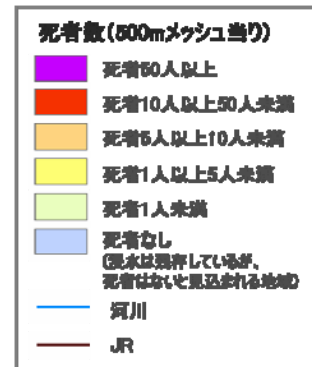 死者数(500mメッシュ当り)
死者50人以上
死者10人以上50人未満
死者5人以上10人未満
死者1人以上5人未満
死者1人未満
死者なし
(浸水は残存しているが、
死者はないと見込まれる地域)
河川
JR